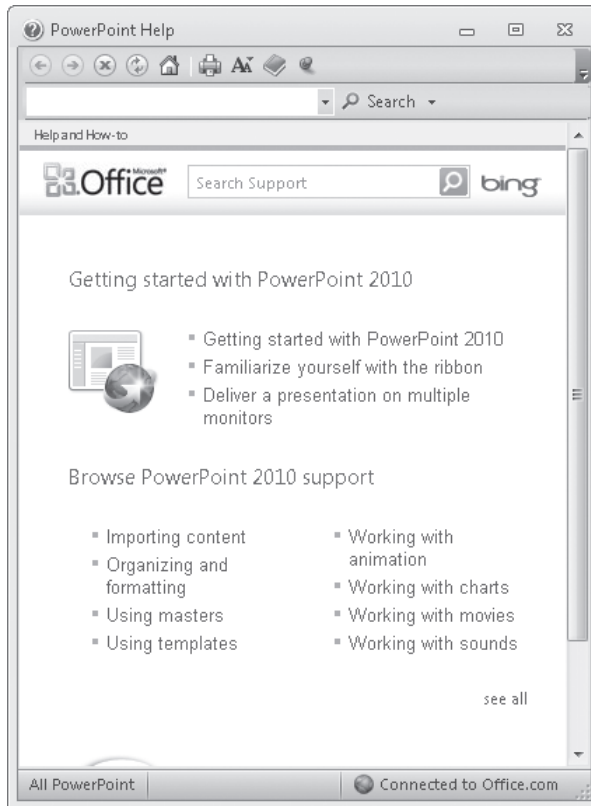 PowerPoint Help
Search
Help and How-to
Microsoft®
Office
Search Support
bing
Getting started with PowerPoint 2010
Getting started with PowerPoint 2010
Familiarize yourself with the ribbon
Deliver a presentation on multiple
monitors
Browse PowerPoint 2010 support
Importing content
Organizing and
formatting
Using masters
Using templates
Working with
animation
Working with charts
Working with movies
Working with sounds
see all
All PowerPoint
Connected to Office.com